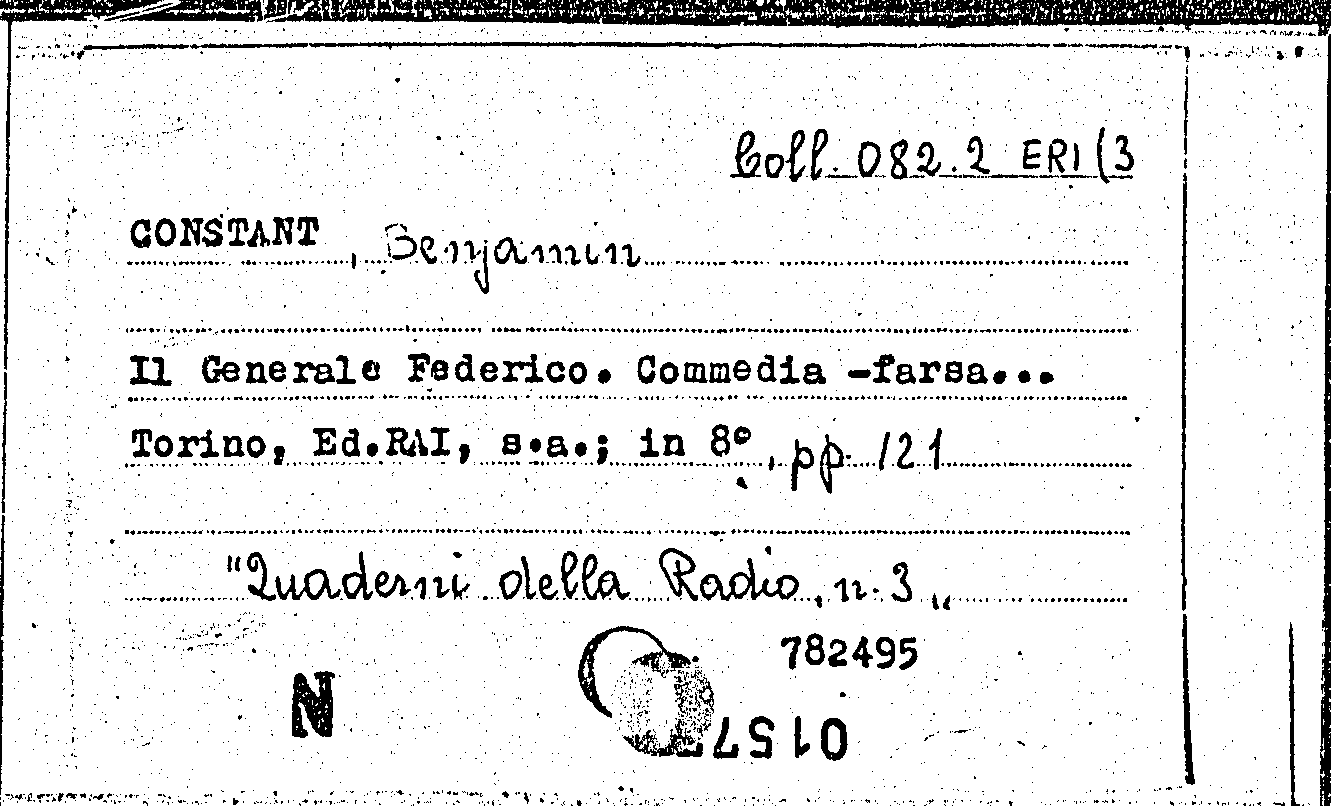 Coll. 082.2 ERI (3
CONSTANT, Benjamin
Il Generale Federico. Commedia -farsa...
Torino, Ed.RAI, s.a.; in 8°, pp. 121
"Quaderni della Radio, n. 3„
782495
N